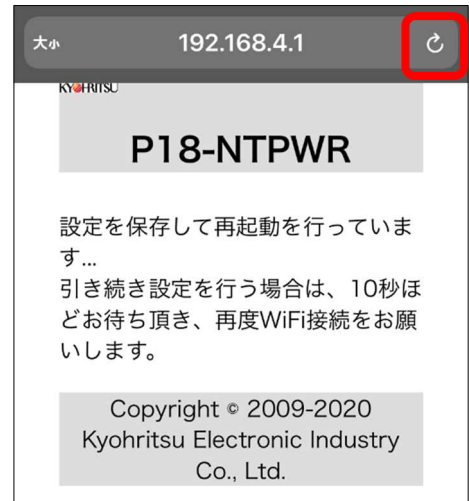 大小 192.168.4.1
KYOHRITSU
P18-NTPWR
設定を保存して再起動を行っていま
す...
引き続き設定を行う場合は、10秒ほ
どお待ち頂き、再度WiFi接続をお願
いします。
Copyright © 2009-2020
Kyohritsu Electronic Industry
Co., Ltd.